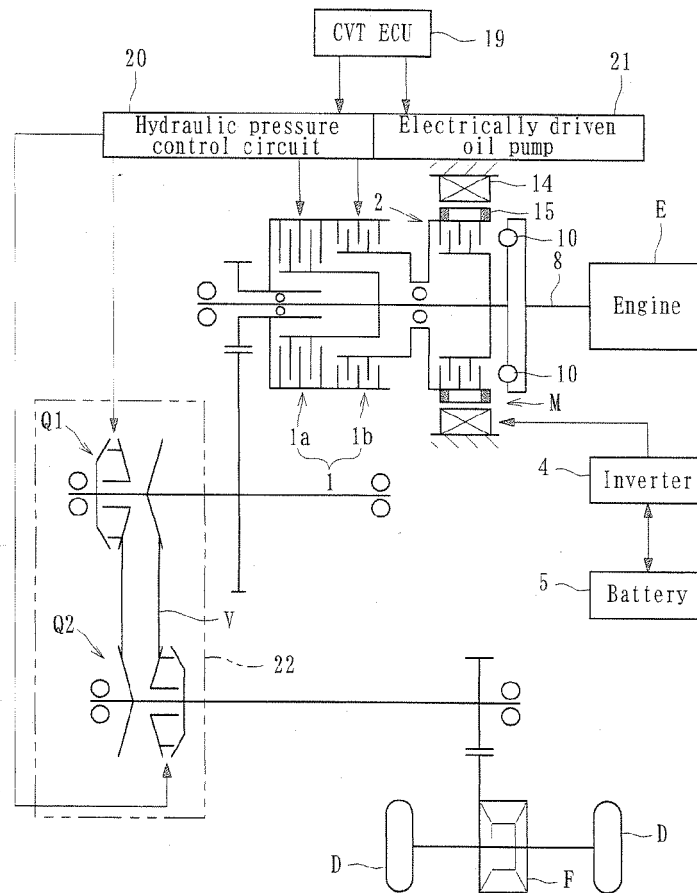 CVT ECU
19
20
21
Hydraulic pressure
control circuit
Electrically driven
oil pump
14
2
15
10
E
8
Engine
10
M
1a
1b
1
Q1
4
Inverter
5
Battery
V
Q2
22
D
D
F